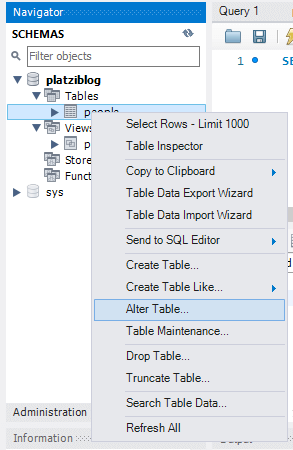 Navigator
Query 1
SCHEMAS
Filter objects
1
platziblog
Tables
people
Views
Store
Funct
sys
Select Rows - Limit 1000
Table Inspector
Copy to Clipboard
Table Data Export Wizard
Table Data Import Wizard
Send to SQL Editor
Create Table...
Create Table Like...
Alter Table...
Table Maintenance...
Drop Table...
Truncate Table...
Search Table Data...
Refresh All
Administration
Information